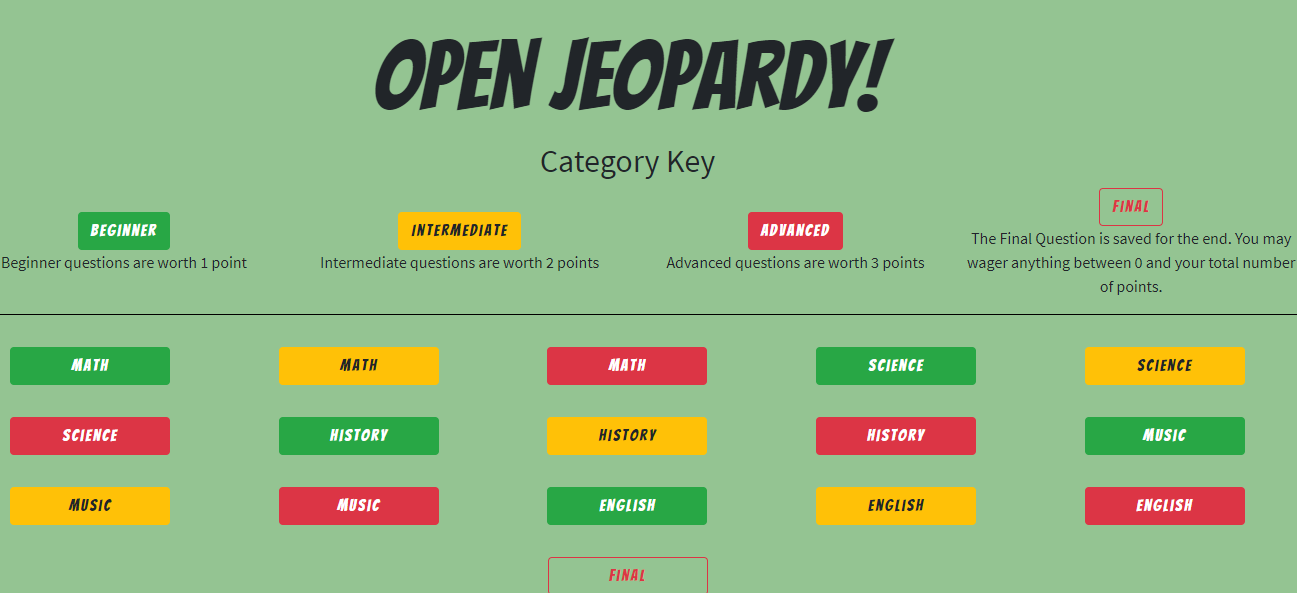 OPEN JEOPARDY!
Category Key
BEGINNER
Beginner questions are worth 1 point
INTERMEDIATE
Intermediate questions are worth 2 points
ADVANCED
Advanced questions are worth 3 points
FINAL
The Final Question is saved for the end. You may
wager anything between 0 and your total number
of points.
MATH
MATH
MATH
SCIENCE
SCIENCE
SCIENCE
HISTORY
HISTORY
HISTORY
MUSIC
MUSIC
MUSIC
ENGLISH
ENGLISH
ENGLISH
FINAL